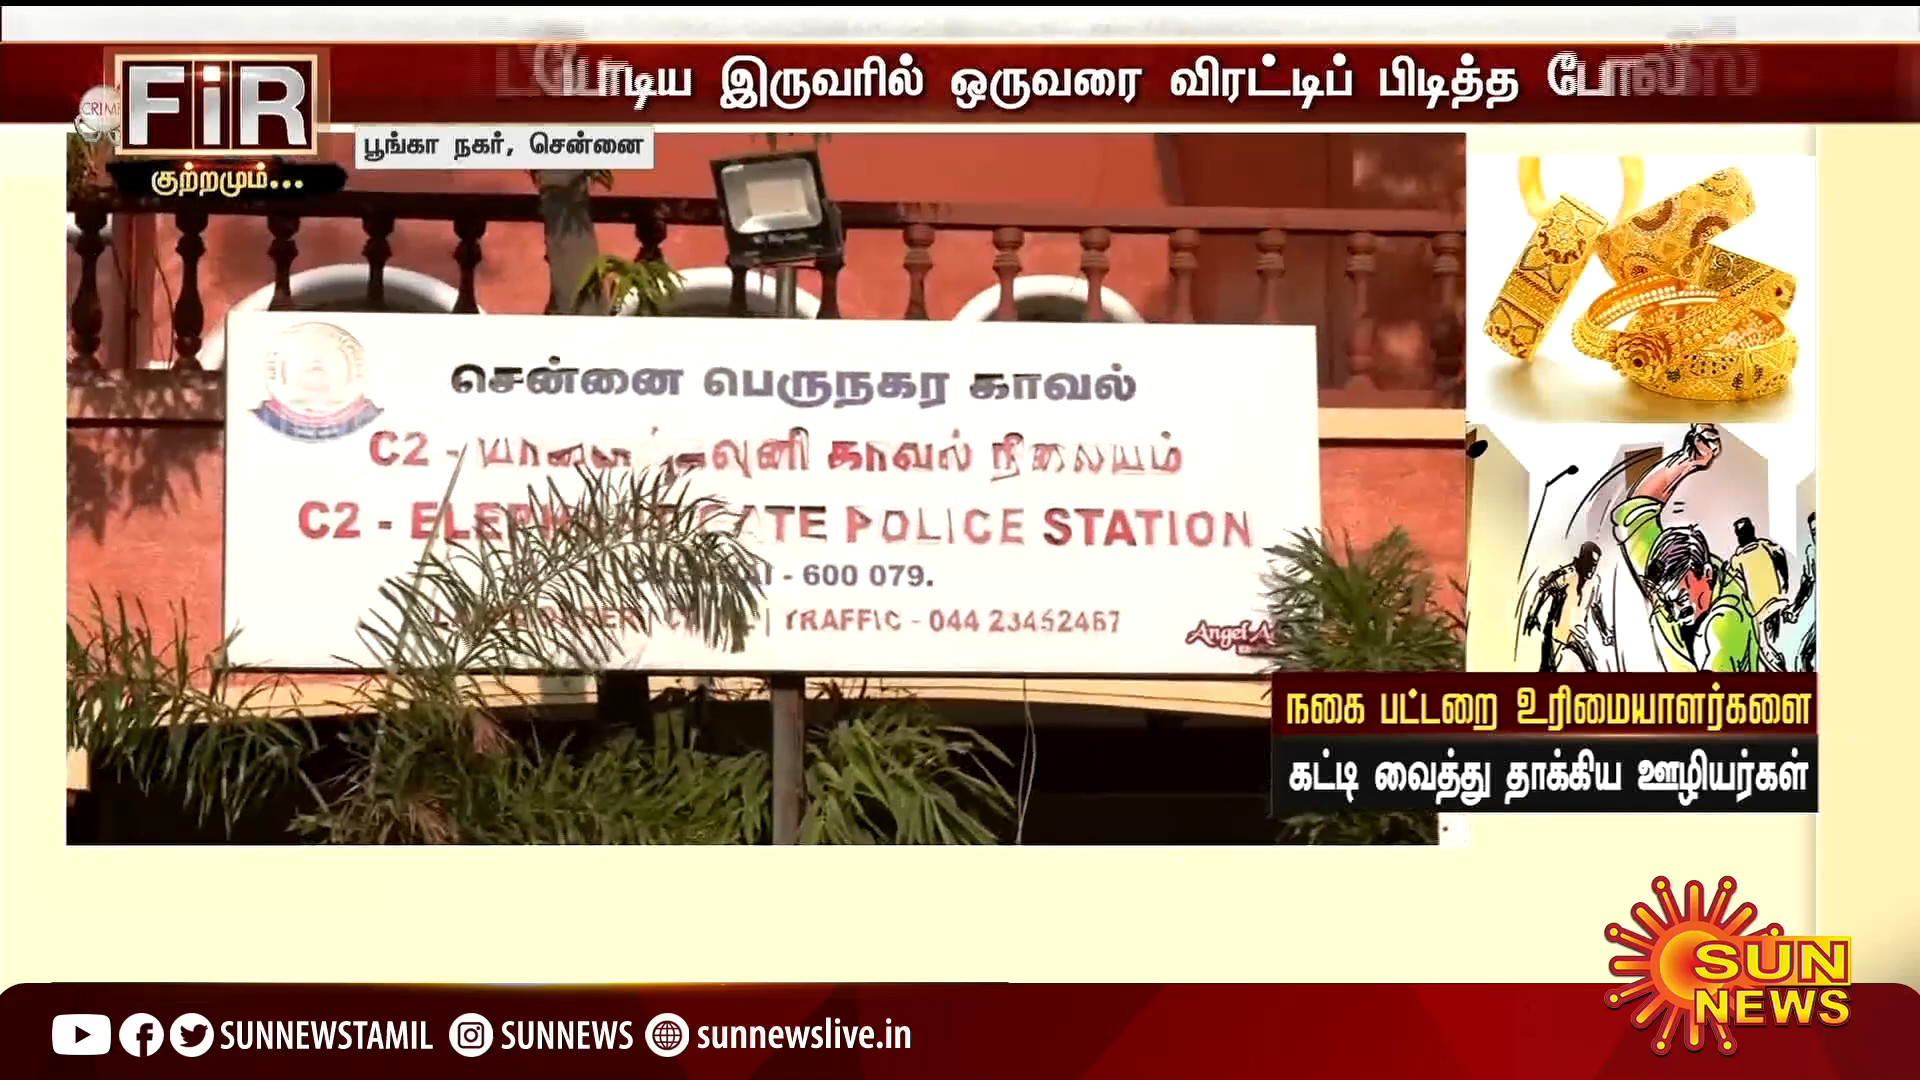 இருவரில் ஒருவரை விரட்டிப் பிடித்த
CRIME
FiR
குற்றமும்...
பூங்கா நகர், சென்னை
சென்னை பெருநகர காவல்
C2 - காவல் நிலையம்
C2 - GATE POLICE STATION
- 600 079.
| TRAFFIC - 044 23452467
Angel
நகை பட்டறை உரிமையாளர்களை
கட்டி வைத்து தாக்கிய ஊழியர்கள்
SUN
NEWS
SUNNEWSTAMIL SUNNEWS sunnewslive.in